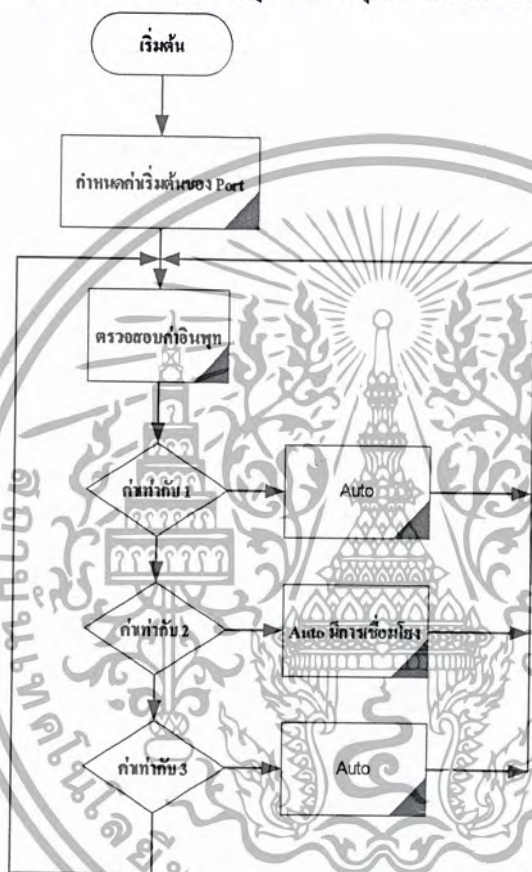 เริ่มต้น
กำหนดค่าเริ่มต้นของ Port
ตรวจสอบค่าอินพุท
ค่าเท่ากับ 1
Auto
ค่าเท่ากับ 2
Auto มีการเชื่อมโยง
ค่าเท่ากับ 3
Auto